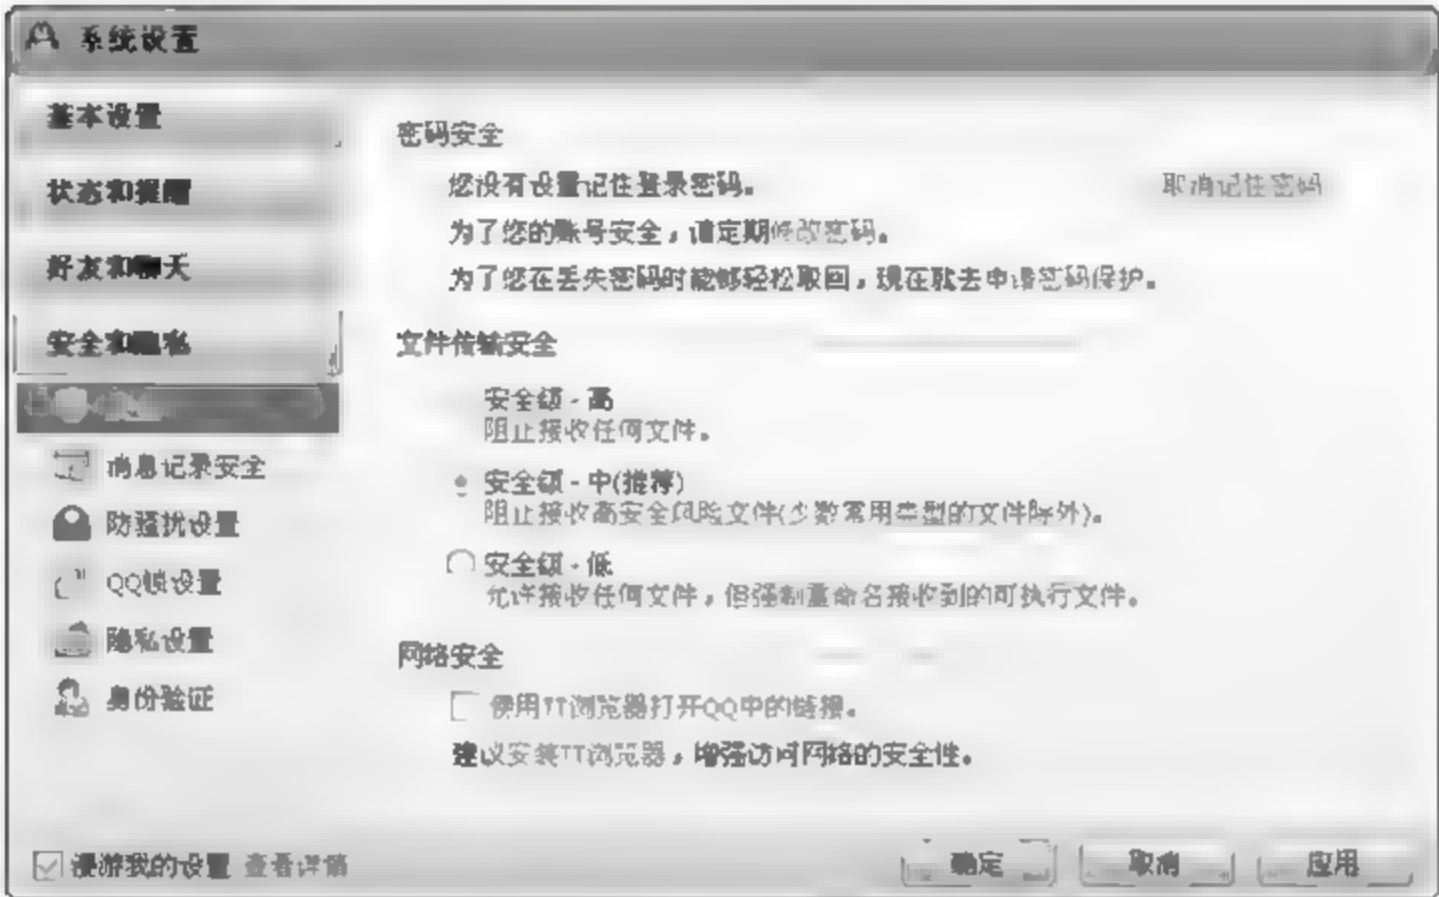 系统设置
基本设置
状态和提醒
好友和聊天
安全和隐私
消息记录安全
防骚扰设置
QQ锁设置
隐私设置
身份验证
密码安全
您没有设置记住登录密码。
取消记住密码
为了您的账号安全，请定期修改密码。
为了您在丢失密码时能够轻松取回，现在就去申请密码保护。
文件传输安全
安全级 - 高
阻止接收任何文件。
安全级 - 中(推荐)
阻止接收高安全风险文件(少数常用类型的文件除外)。
安全级 - 低
允许接收任何文件，但强制重命名接收到的可执行文件。
网络安全
使用TT浏览器打开QQ中的链接。
建议安装TT浏览器，增强访问网络的安全性。
漫游我的设置 查看详情
确定
取消
应用